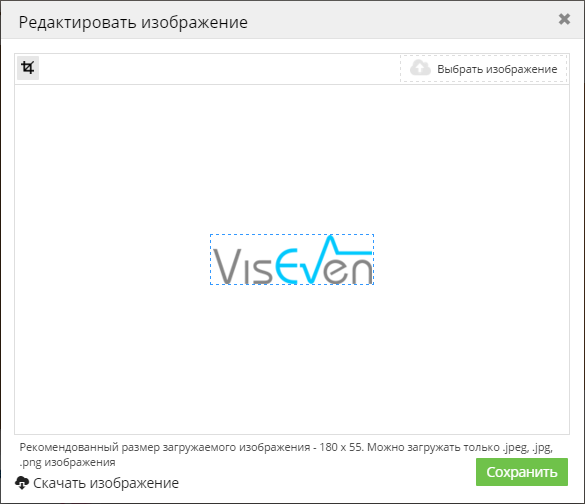 Редактировать изображение
Выбрать изображение
VisEven
Рекомендованный размер загружаемого изображения - 180 x 55. Можно загружать только .jpeg, .jpg,
.png изображения
Скачать изображение
Сохранить